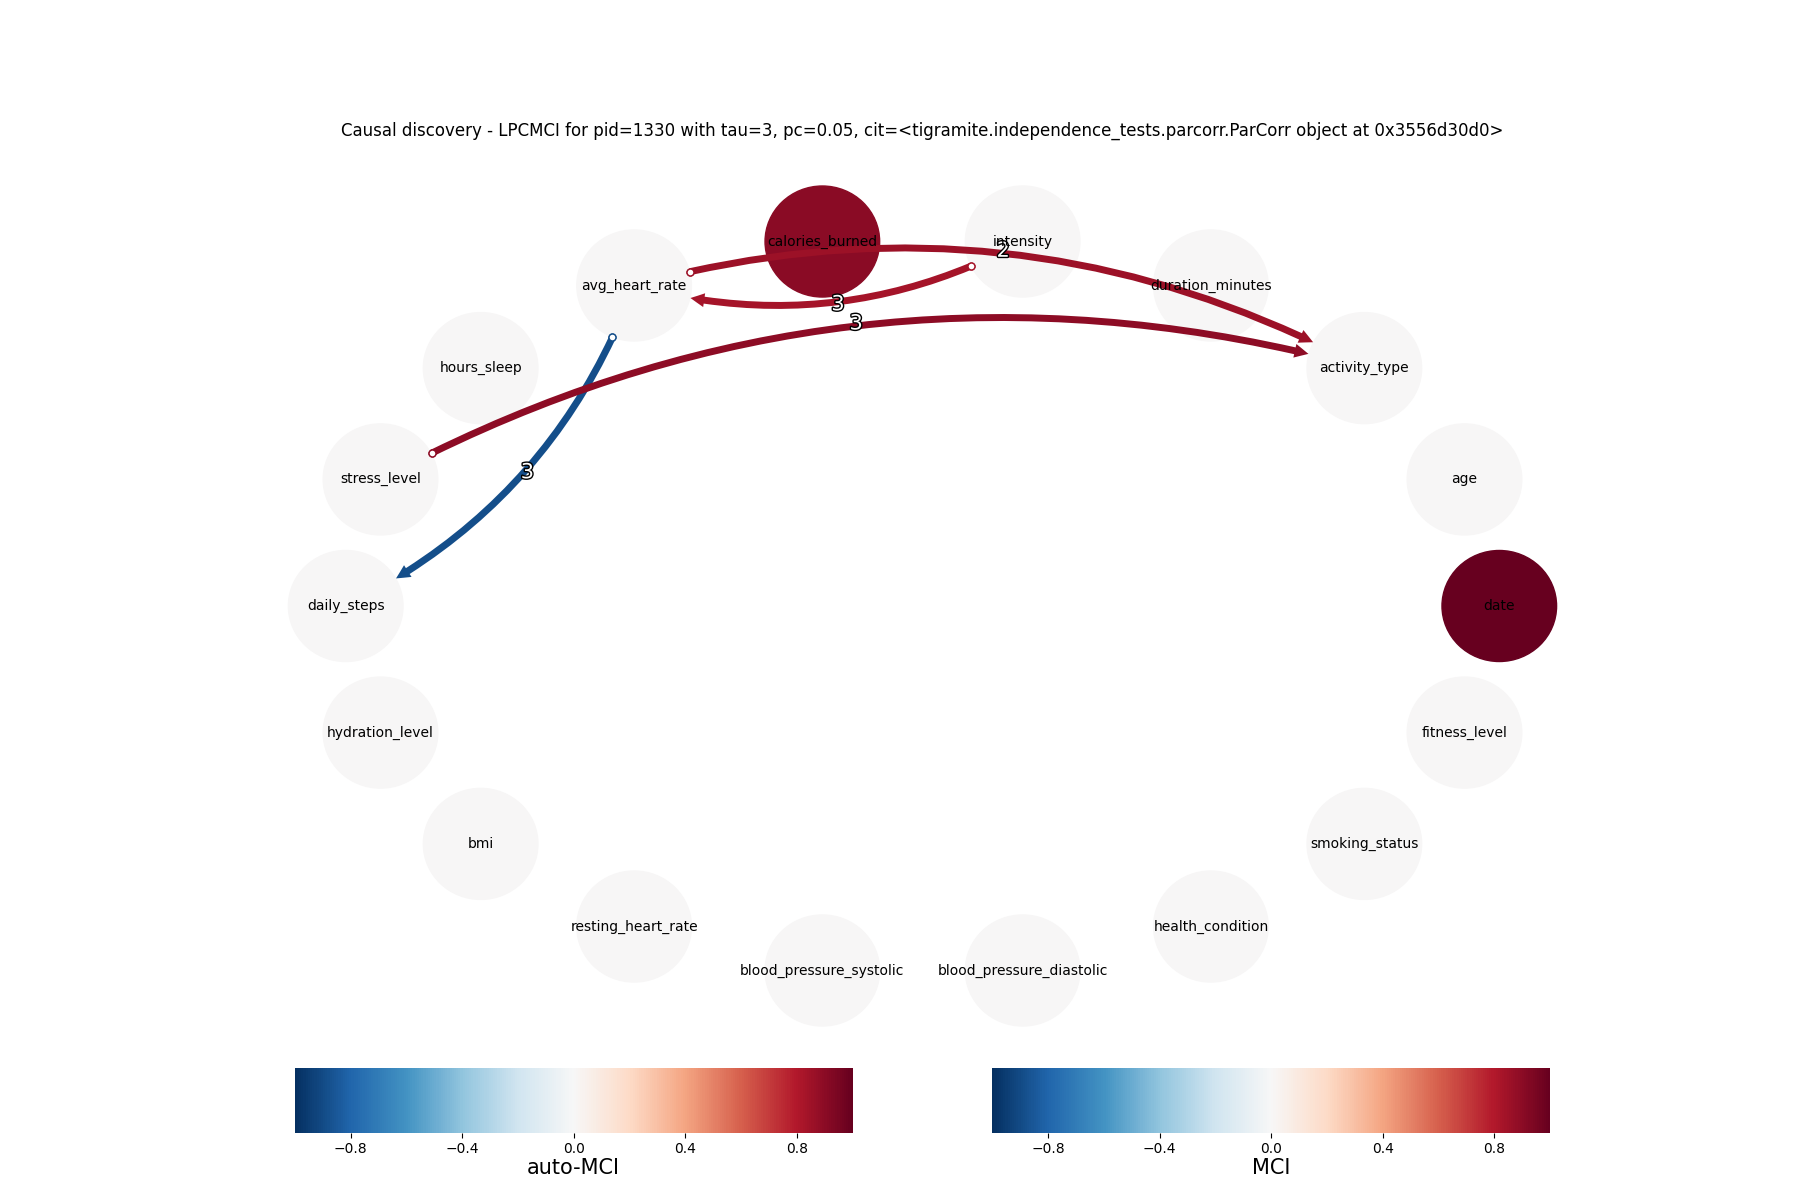 Causal discovery - LPCMCI for pid=1330 with tau=3, pc=0.05, cit=<tigramite.independence_tests.parcorr.ParCorr object at 0x3556d30d0>
calories_burned
intensity
2
avg_heart_rate
duration_minutes
3
3
hours_sleep
activity_type
stress_level
3
age
daily_steps
date
hydration_level
fitness_level
bmi
smoking_status
resting_heart_rate
health_condition
blood_pressure_systolic
blood_pressure_diastolic
−0.8 −0.4 0.0 0.4 0.8
auto-MCI
−0.8 −0.4 0.0 0.4 0.8
MCI